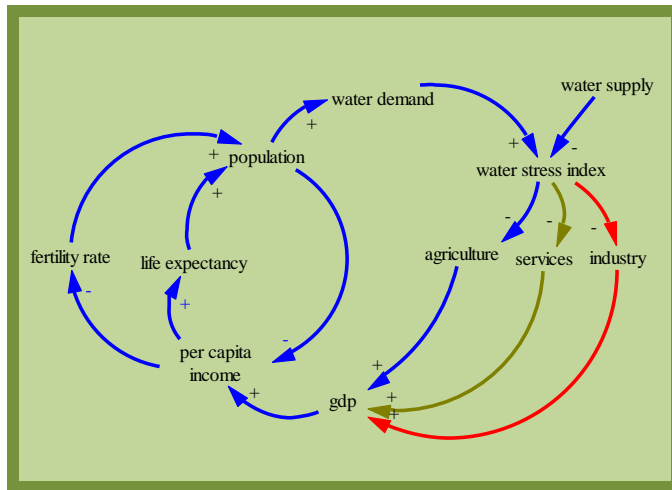 water supply
water demand
+
+
-
+
population
water stress index
+
-
-
-
fertility rate
life expectancy
agriculture
services
industry
-
+
-
per capita
income
+
+
+
+
gdp